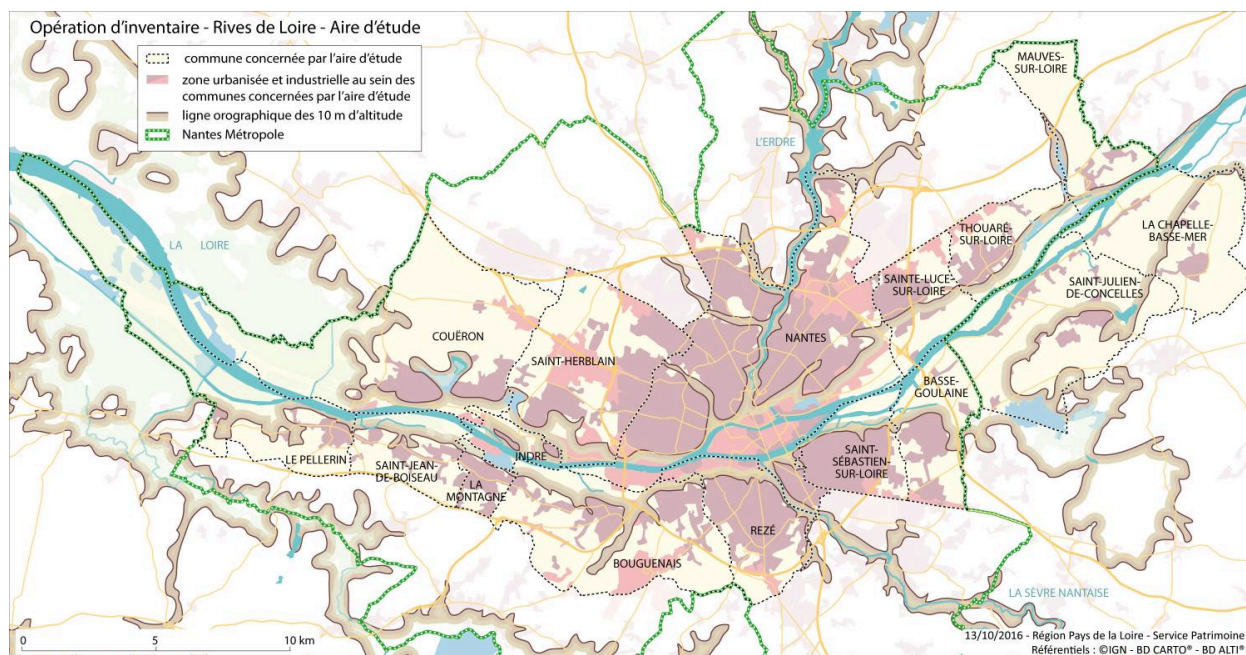 Opération d'inventaire - Rives de Loire - Aire d'étude
commune concernée par l'aire d'étude
zone urbanisée et industrielle au sein des
communes concernées par l'aire d'étude
ligne orographique des 10 m d'altitude
Nantes Métropole
MAUVES-
SUR-LOIRE
L'ERDRE
LA LOIRE
THOUARÉ-
SUR-LOIRE
LA CHAPELLE-
BASSE-MER
SAINTE-LUCE-
SUR-LOIRE
SAINT-JULIEN-
DE-CONCELLES
COUËRON
SAINT-HERBLAIN
NANTES
BASSE-
GOULAINE
LE PELLERIN
SAINT-JEAN-
DE-BOISEAU
LA
MONTAGNE
INDRE
SAINT-
SÉBASTIEN-
SUR-LOIRE
REZÉ
BOUGUENAIS
LA SÈVRE NANTAISE
0 5 10 km
13/10/2016 - Région Pays de la Loire - Service Patrimoine
Référentiels : ©IGN - BD CARTO® - BD ALTI®